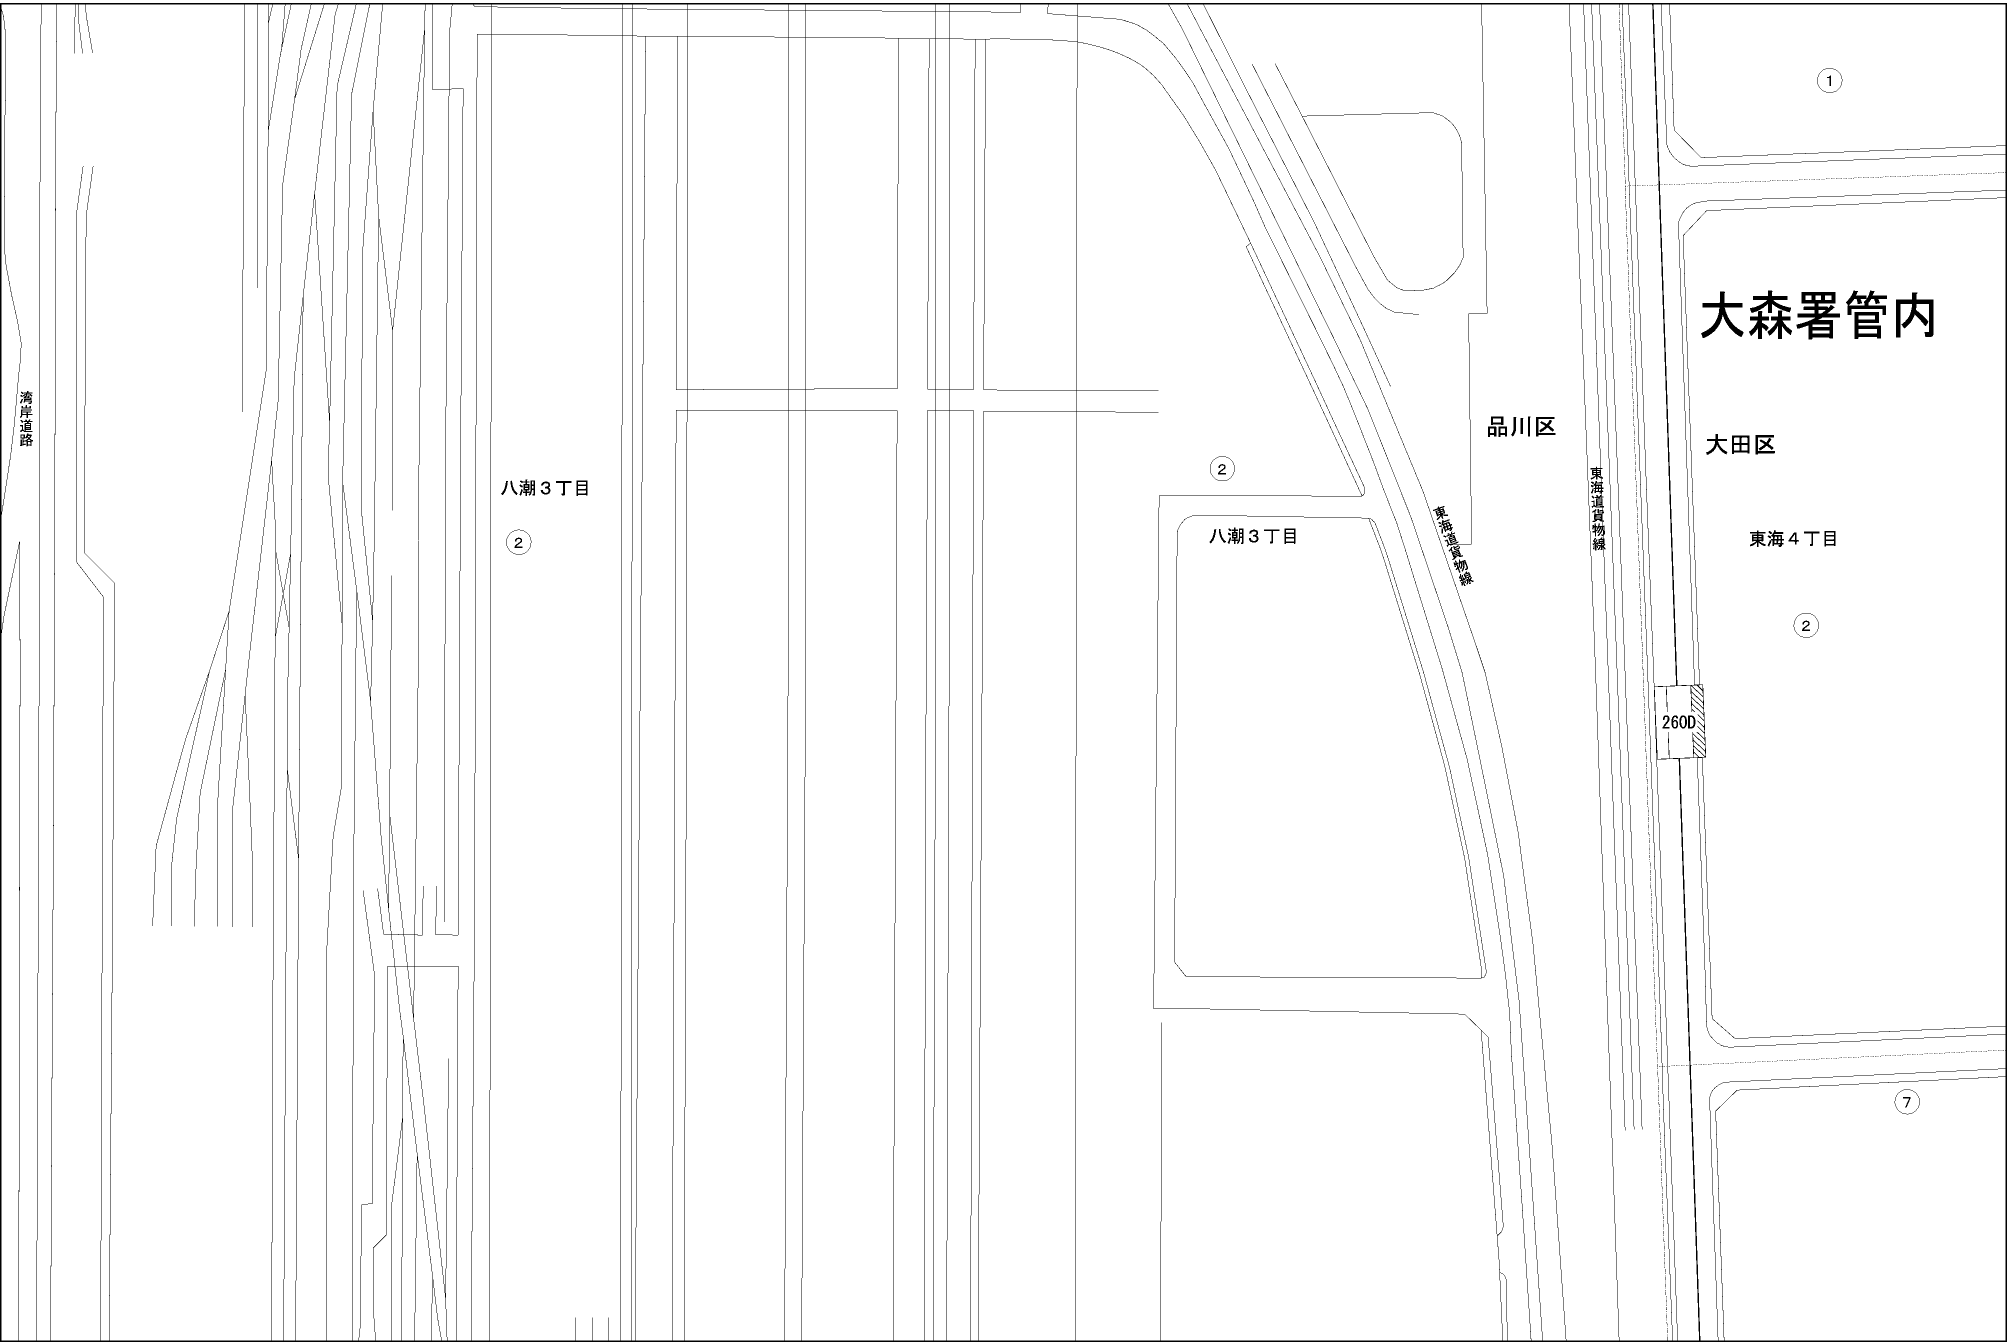 ①
大森署管内
湾岸道路
品川区
大田区
②
八潮３丁目
②
八潮３丁目
東海道貨物線
東海道貨物線
東海４丁目
②
260D
⑦